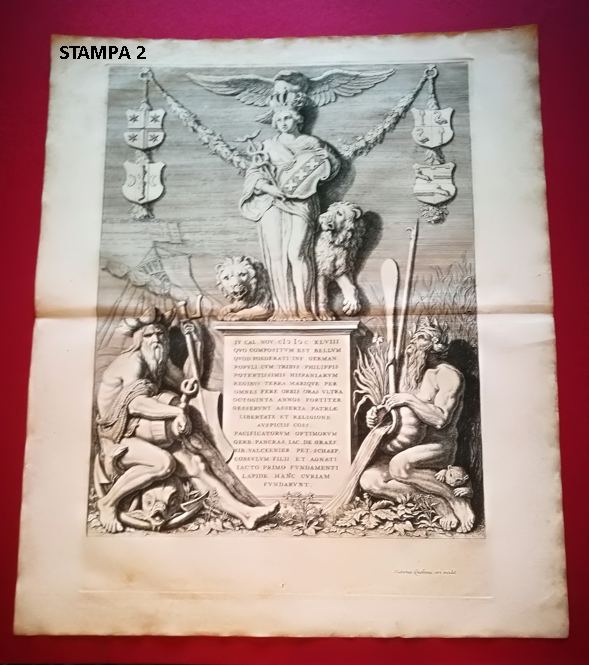 STAMPA 2
IV CAL. NOV. CIƆ IƆC XLVIII
QVO COMPOSITVM EST BELLVM
QVOD FOEDERATI INF. GERMAN.
POPVLI CVM TRIBVS PHILIPPIS
POTENTISSIMIS HISPANIARVM
REGIBVS TERRA MARIQVE PER
OMNES FERE ORBIS ORAS VLTRA
OCTOGINTA ANNOS FORTITER
GESSERVNT ASSERTA PATRIÆ
LIBERTATE ET RELIGIONE
AVSPICIIS COSS.
PACIFICATORVM OPTIMORVM
GERB. PANCRAS, IAC. DE GRAEF,
SIB. VALCKENIER, PET. SCHAEP,
CONSVLVM FILII ET AGNATI
IACTO PRIMO FVNDAMENTI
LAPIDE HANC CVRIAM
FVNDARVNT.
Quellinus